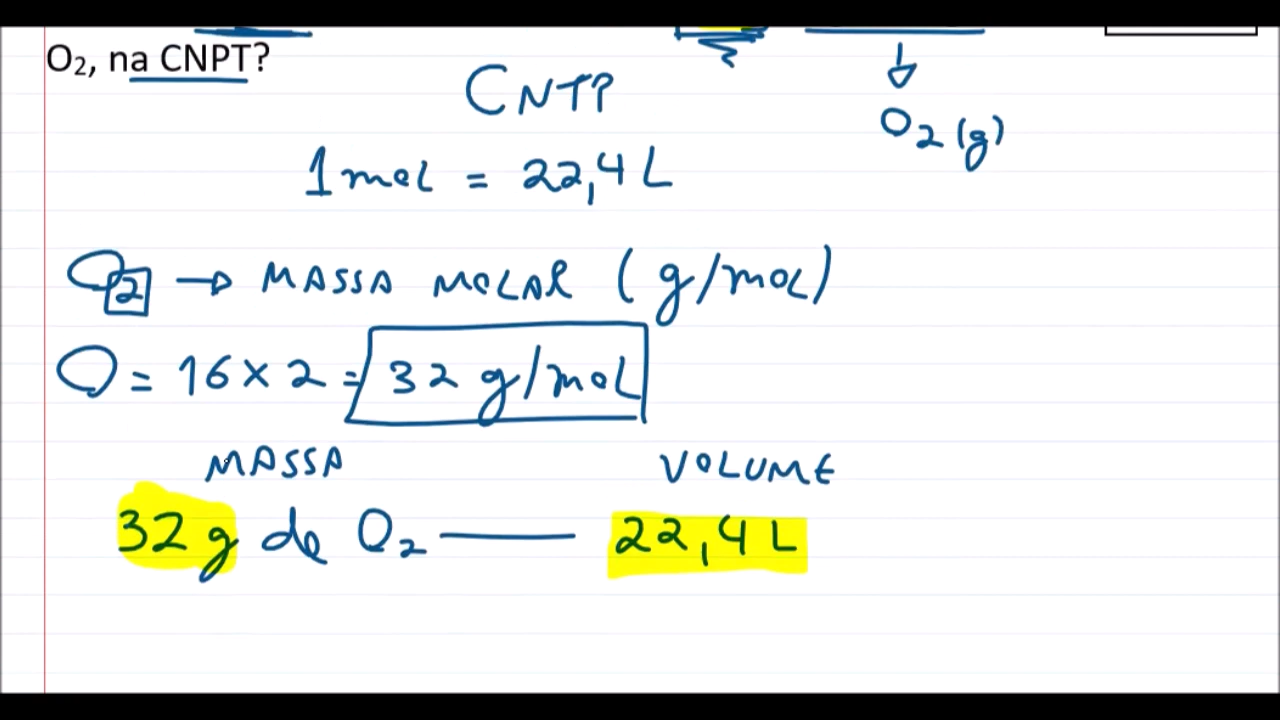 O₂, na CNPT?
CNTP
O₂(g)
1 mol = 22,4 L
O₂ → MASSA MOLAR (g/mol)
O = 16 × 2 = 32 g/mol
MASSA VOLUME
32 g de O₂ — 22,4 L